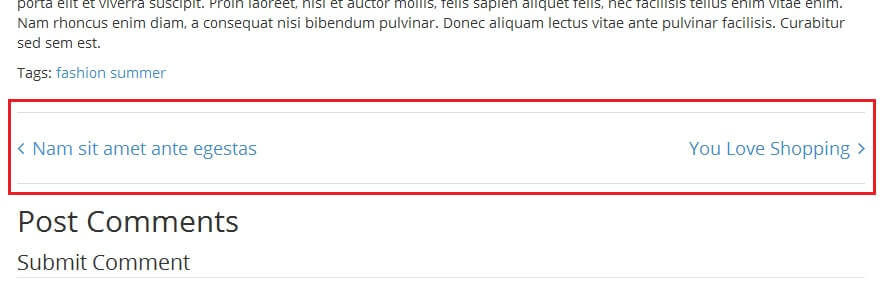 porta elit et viverra suscipit. Proin laoreet, nisl et auctor mollis, felis sapien aliquet felis, nec facilisis tellus enim vitae enim.
Nam rhoncus enim diam, a consequat nisi bibendum pulvinar. Donec aliquam lectus vitae ante pulvinar facilisis. Curabitur
sed sem est.
Tags: fashion summer
< Nam sit amet ante egestas
You Love Shopping >
Post Comments
Submit Comment